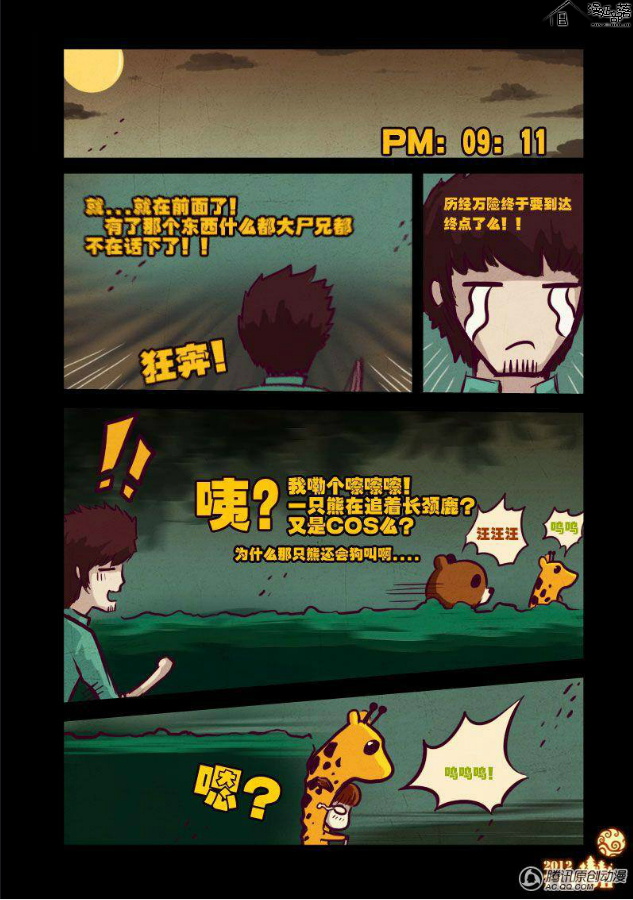 漫画部落
PM: 09: 11
就...就在前面了！
有了那个东西什么都大尸兄都
不在话下了！！
狂奔！
历经万险终于要到达
终点了么！！
!!
咦？
我嘞个嚓嚓嚓！
一只熊在追着长颈鹿？
又是COS么？
为什么那只熊还会狗叫啊....
汪汪汪
呜呜
嗯？
呜呜呜！
2012
腾讯原创动漫
AC.QQ.COM